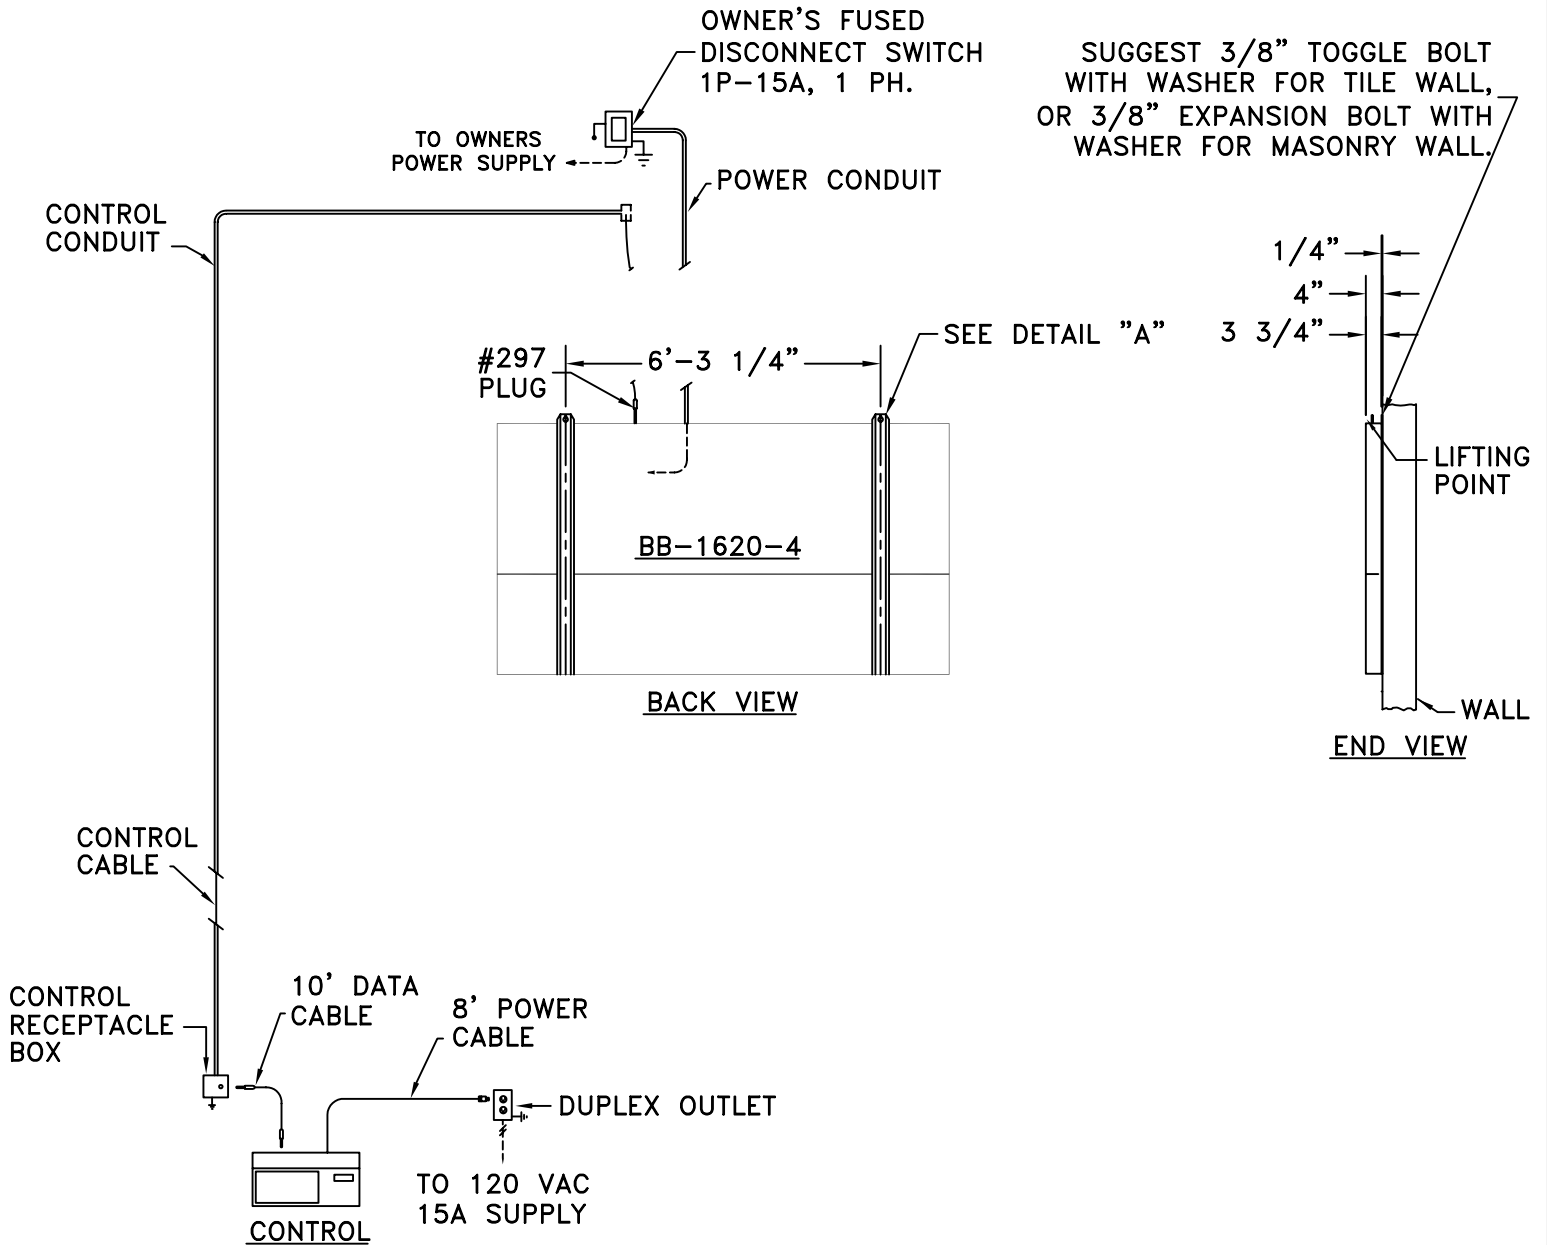 OWNER'S FUSED
DISCONNECT SWITCH
1P-15A, 1 PH.
SUGGEST 3/8" TOGGLE BOLT
WITH WASHER FOR TILE WALL,
OR 3/8" EXPANSION BOLT WITH
WASHER FOR MASONRY WALL.
TO OWNERS
POWER SUPPLY
POWER CONDUIT
CONTROL
CONDUIT
1/4"
4"
3 3/4"
SEE DETAIL "A"
#297
PLUG
6'-3 1/4"
LIFTING
POINT
BB-1620-4
BACK VIEW
WALL
END VIEW
CONTROL
CABLE
CONTROL
RECEPTACLE
BOX
10' DATA
CABLE
8' POWER
CABLE
DUPLEX OUTLET
TO 120 VAC
15A SUPPLY
CONTROL